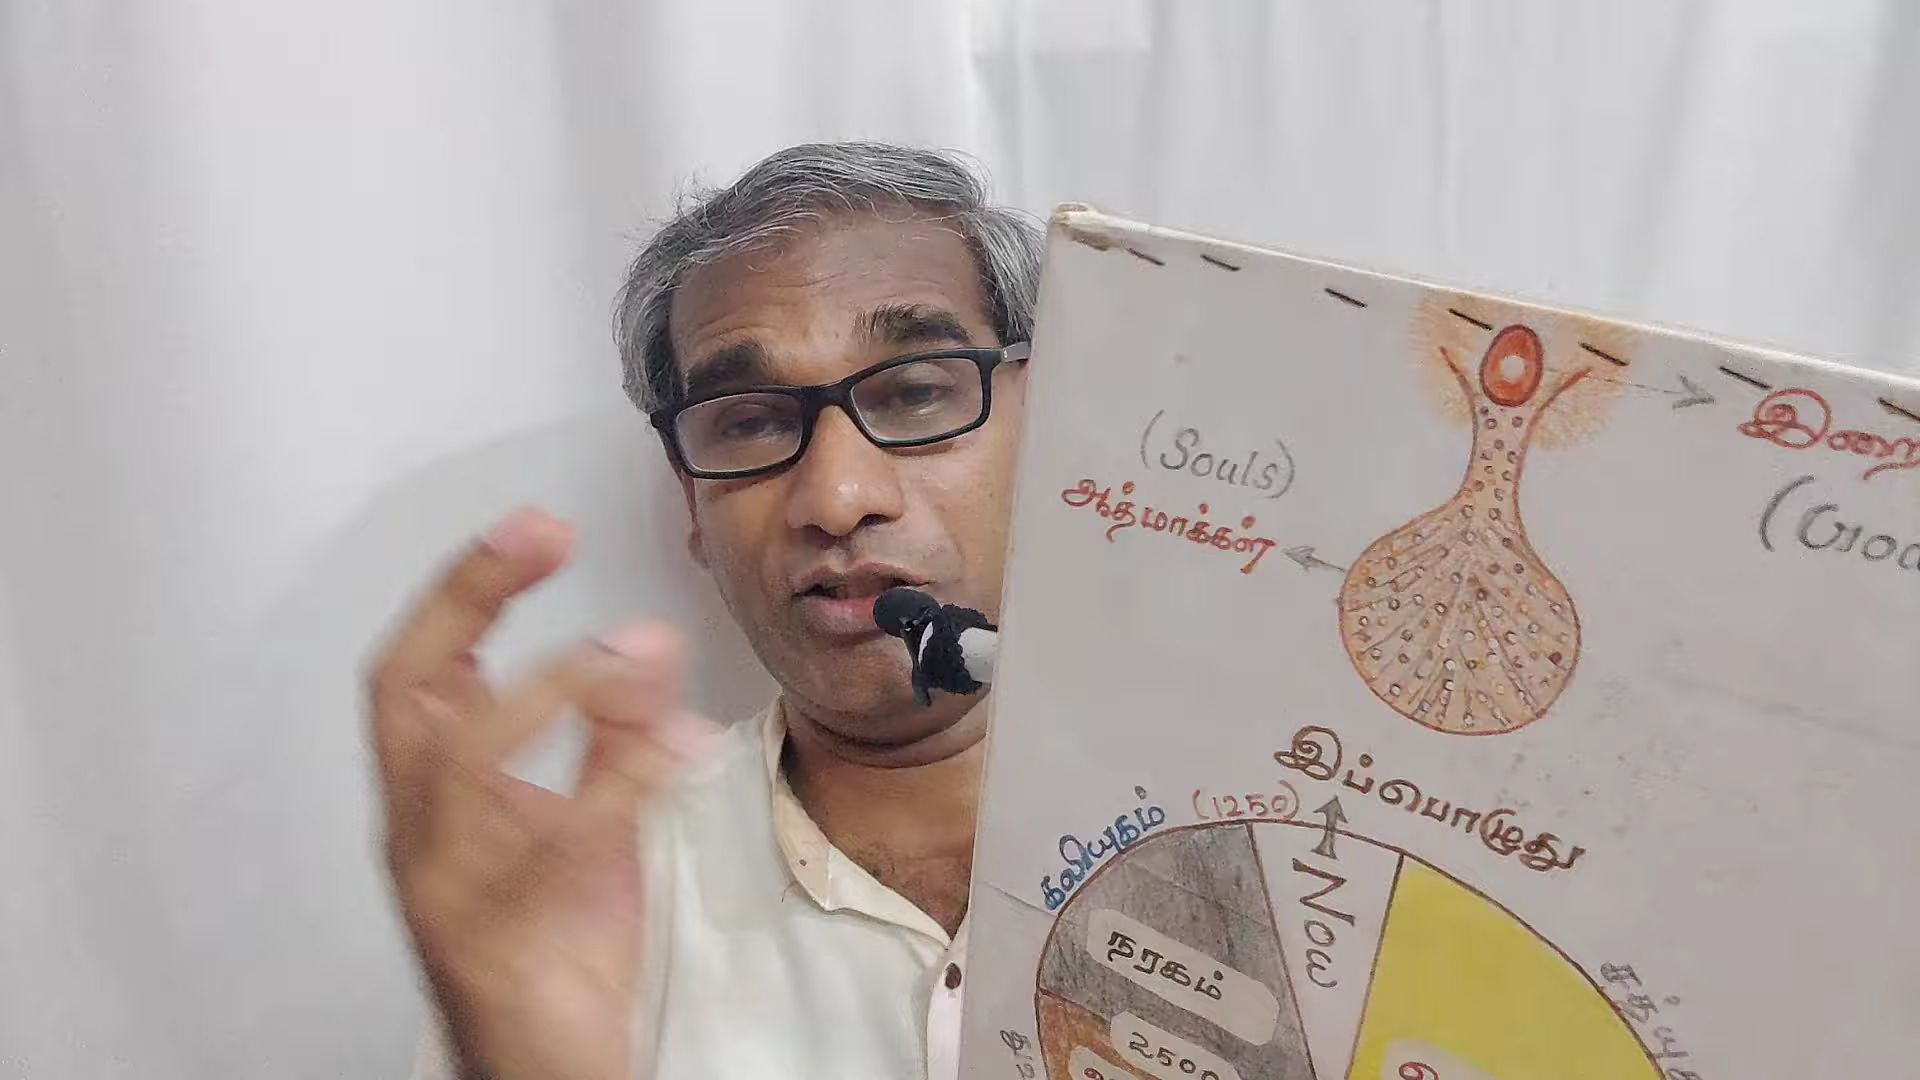 (Souls)
ஆத்மாக்கள்
இப்பொழுது
கலியுகம்
(1250)
Now
நரகம்
2500